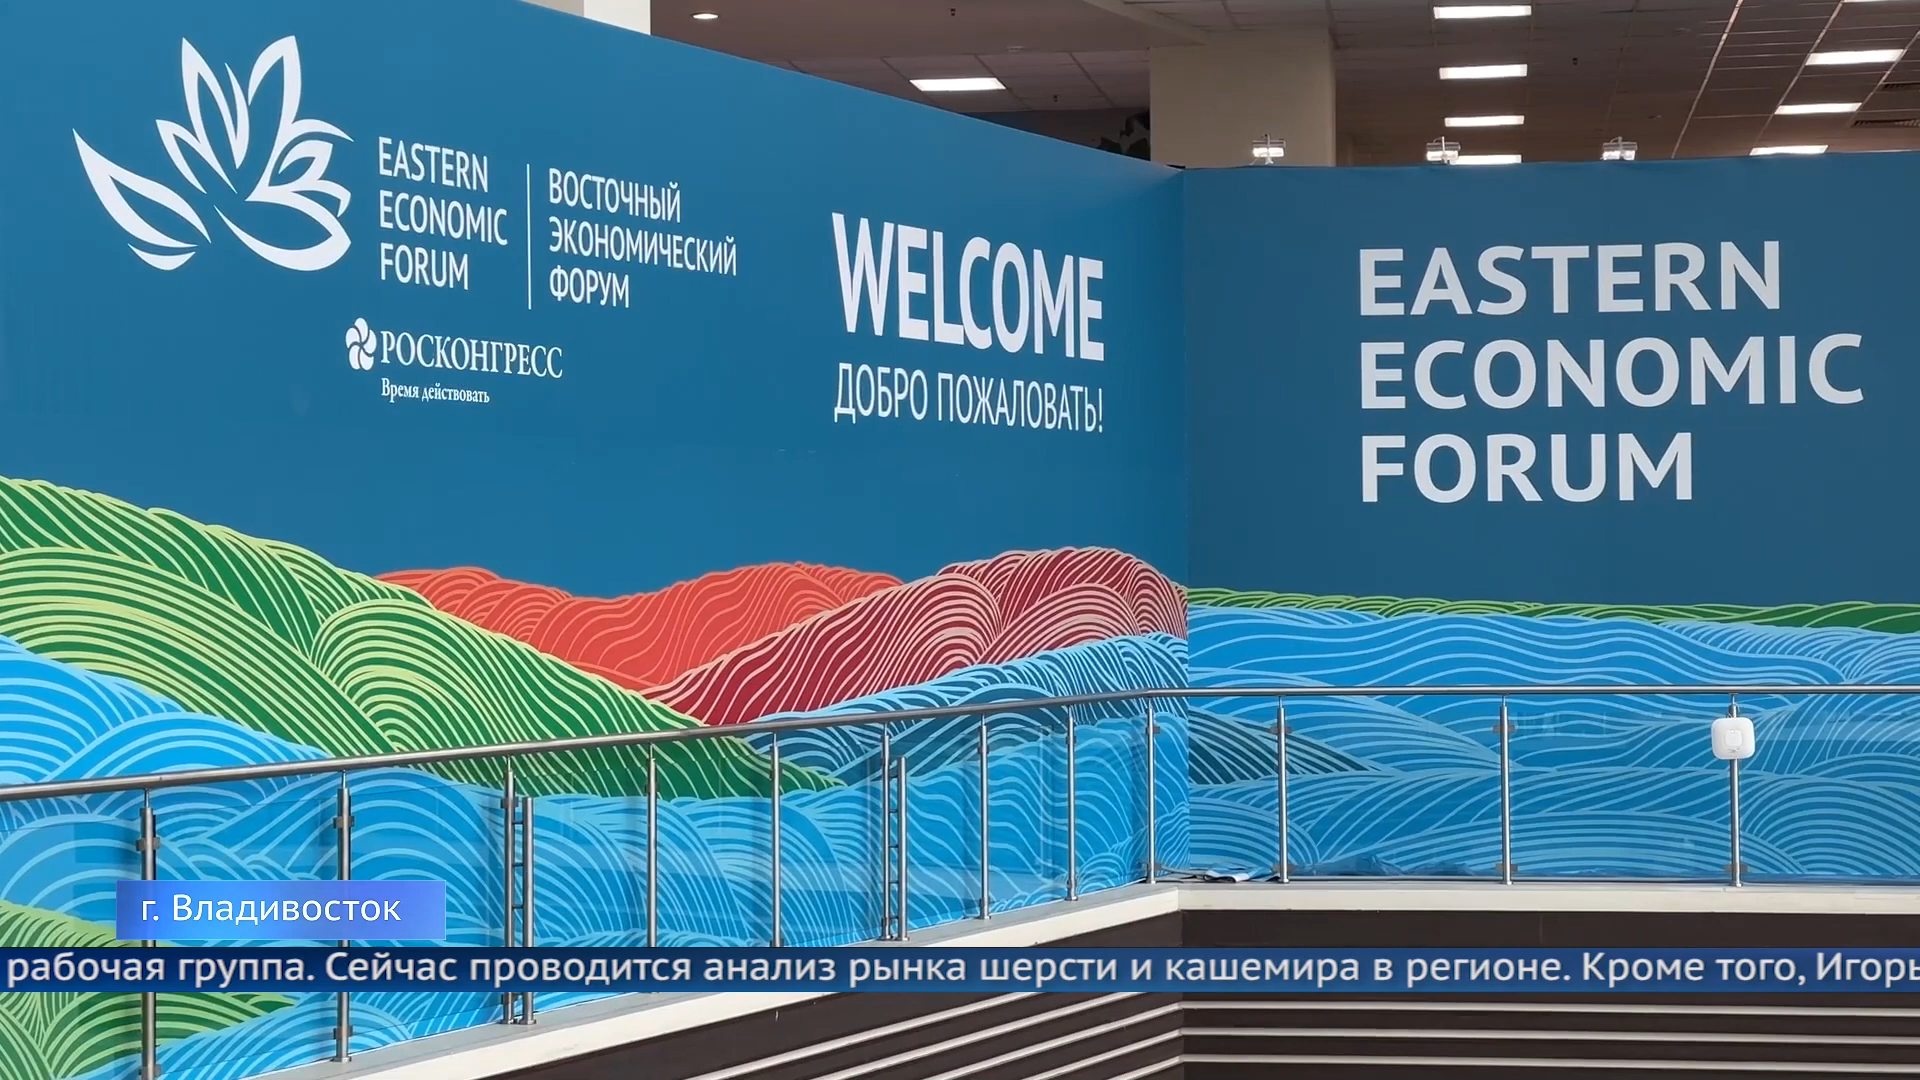 EASTERN
ECONOMIC
FORUM
ВОСТОЧНЫЙ
ЭКОНОМИЧЕСКИЙ
ФОРУМ
РОСКОНГРЕСС
Время действовать
WELCOME
ДОБРО ПОЖАЛОВАТЬ!
EASTERN
ECONOMIC
FORUM
г. Владивосток
рабочая группа. Сейчас проводится анализ рынка шерсти и кашемира в регионе. Кроме того, Игорь